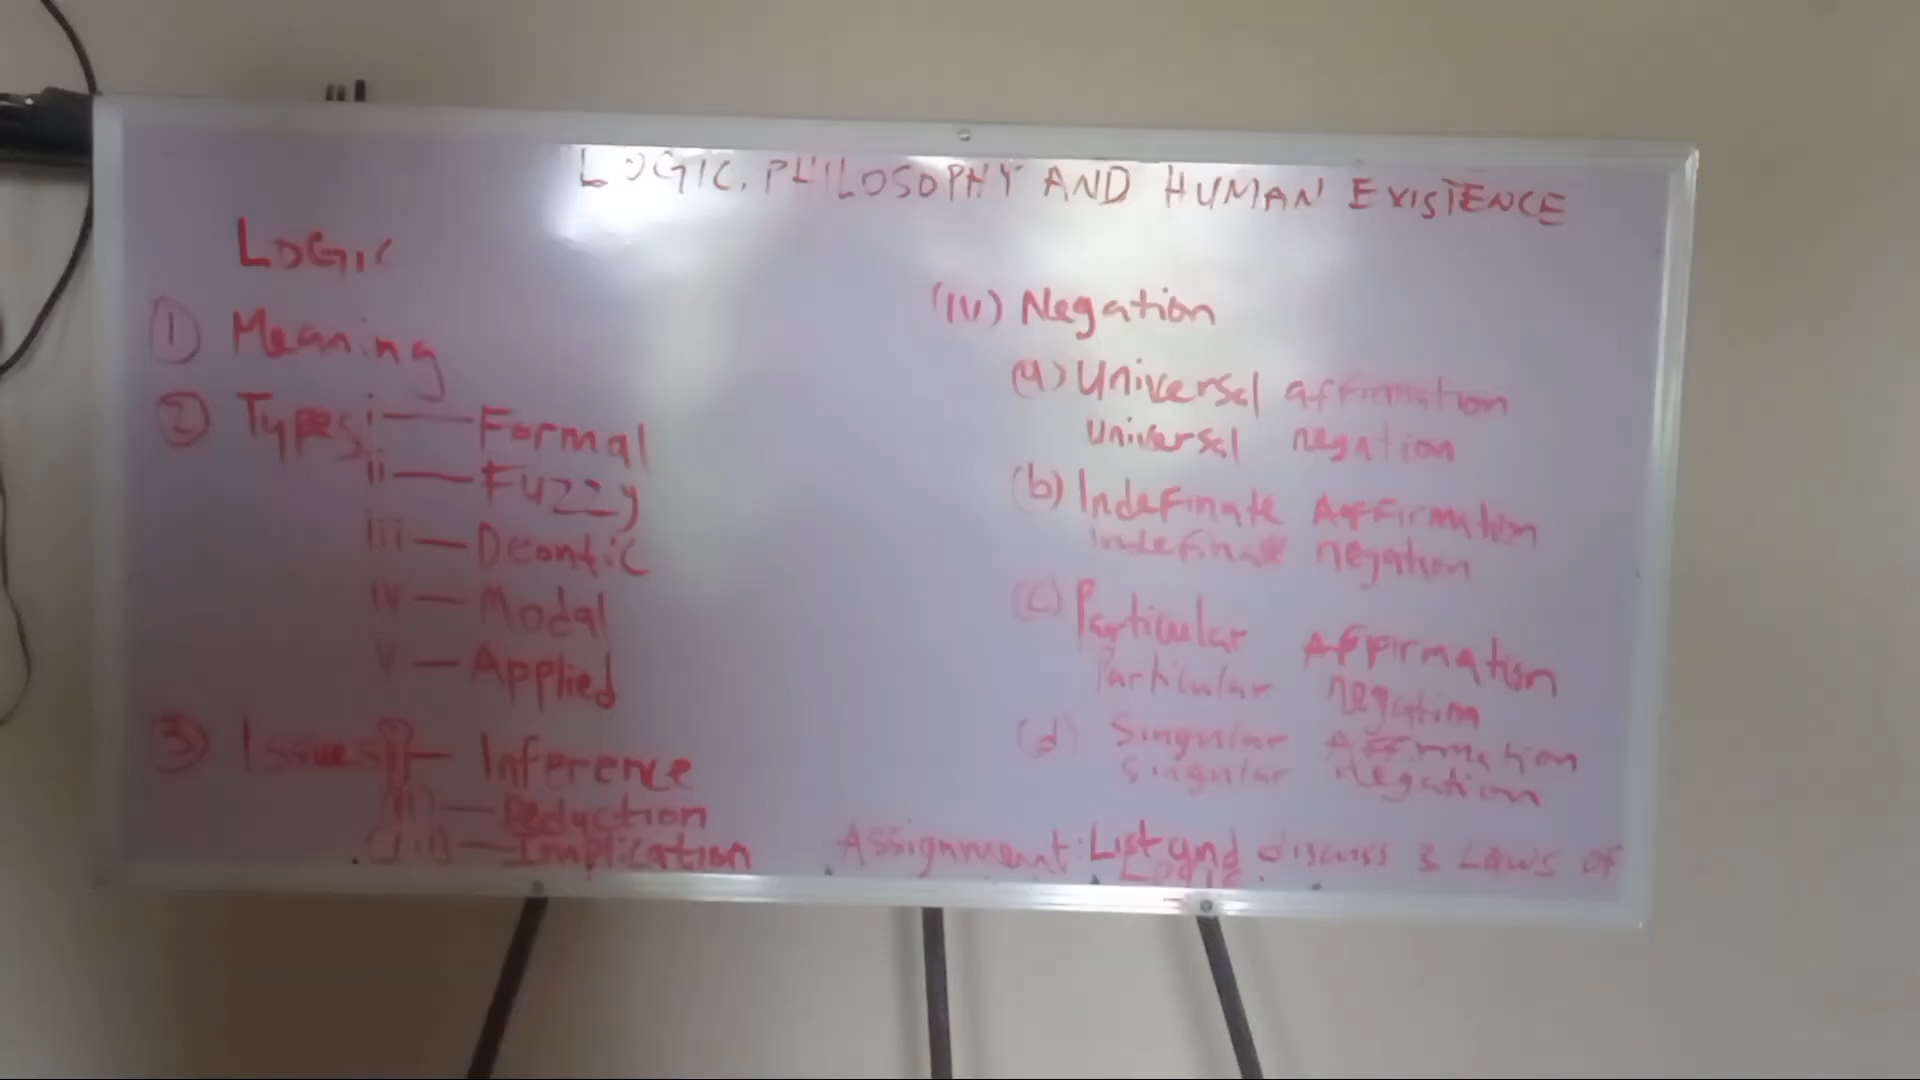 LOGIC, PHILOSOPHY AND HUMAN EXISTENCE
LOGIC
① Meaning
② Types i — Formal
ii — Fuzzy
iii — Deontic
iv — Modal
v — Applied
③ Issues (i) — Inference
(ii) — Deduction
(iii) — Implication
(iv) Negation
(a) Universal affirmation
Universal negation
(b) Indefinate Affirmation
Indefinate negation
(c) Particular Affirmation
Particular negation
(d) Singular Affirmation
Singular Negation
Assignment: List and discuss 3 Laws of
Logic.